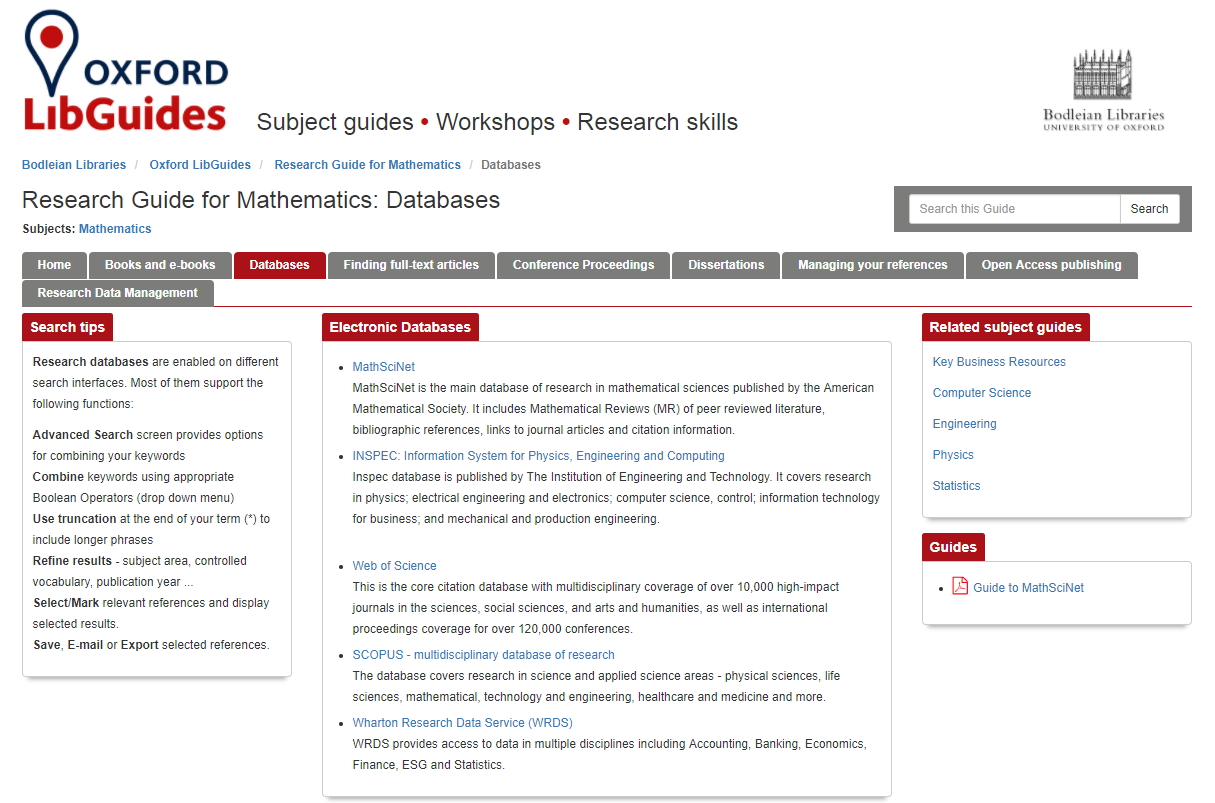 OXFORD
LibGuides
Subject guides • Workshops • Research skills
Bodleian Libraries
UNIVERSITY OF OXFORD
Bodleian Libraries / Oxford LibGuides / Research Guide for Mathematics / Databases
Research Guide for Mathematics: Databases
Subjects: Mathematics
Search this Guide
Search
Home
Books and e-books
Databases
Finding full-text articles
Conference Proceedings
Dissertations
Managing your references
Open Access publishing
Research Data Management
Search tips
Research databases are enabled on different
search interfaces. Most of them support the
following functions:
Advanced Search screen provides options
for combining your keywords
Combine keywords using appropriate
Boolean Operators (drop down menu)
Use truncation at the end of your term (*) to
include longer phrases
Refine results - subject area, controlled
vocabulary, publication year ...
Select/Mark relevant references and display
selected results.
Save, E-mail or Export selected references.
Electronic Databases
• MathSciNet
MathSciNet is the main database of research in mathematical sciences published by the American
Mathematical Society. It includes Mathematical Reviews (MR) of peer reviewed literature,
bibliographic references, links to journal articles and citation information.
• INSPEC: Information System for Physics, Engineering and Computing
Inspec database is published by The Institution of Engineering and Technology. It covers research
in physics; electrical engineering and electronics; computer science, control; information technology
for business; and mechanical and production engineering.
• Web of Science
This is the core citation database with multidisciplinary coverage of over 10,000 high-impact
journals in the sciences, social sciences, and arts and humanities, as well as international
proceedings coverage for over 120,000 conferences.
• SCOPUS - multidisciplinary database of research
The database covers research in science and applied science areas - physical sciences, life
sciences, mathematical, technology and engineering, healthcare and medicine and more.
• Wharton Research Data Service (WRDS)
WRDS provides access to data in multiple disciplines including Accounting, Banking, Economics,
Finance, ESG and Statistics.
Related subject guides
Key Business Resources
Computer Science
Engineering
Physics
Statistics
Guides
• Guide to MathSciNet